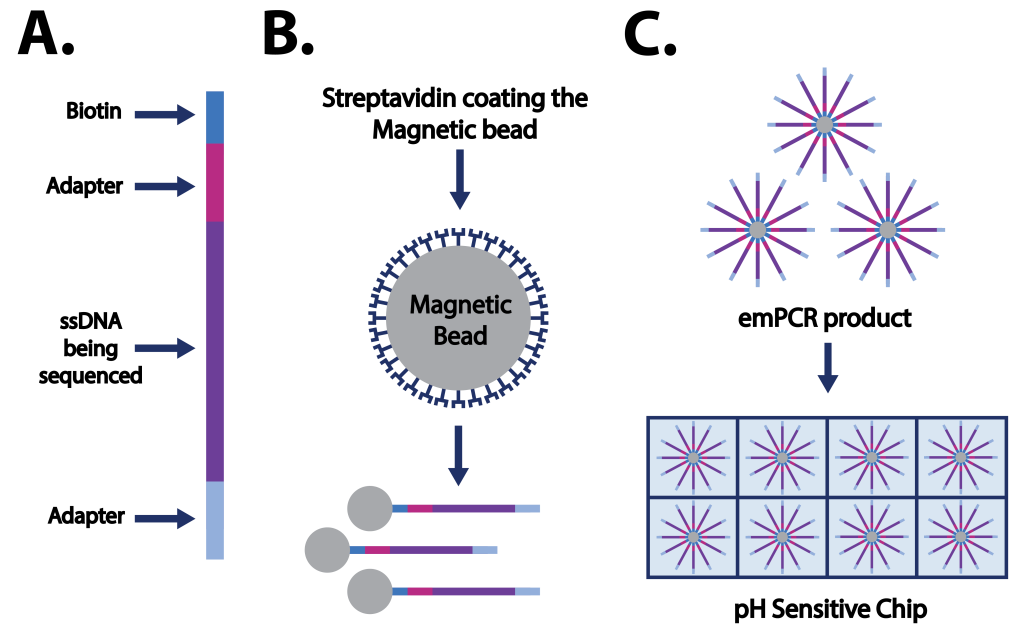 A.
Biotin
Adapter
ssDNA
being
sequenced
Adapter
B.
Streptavidin coating the
Magnetic bead
Magnetic
Bead
C.
emPCR product
pH Sensitive Chip